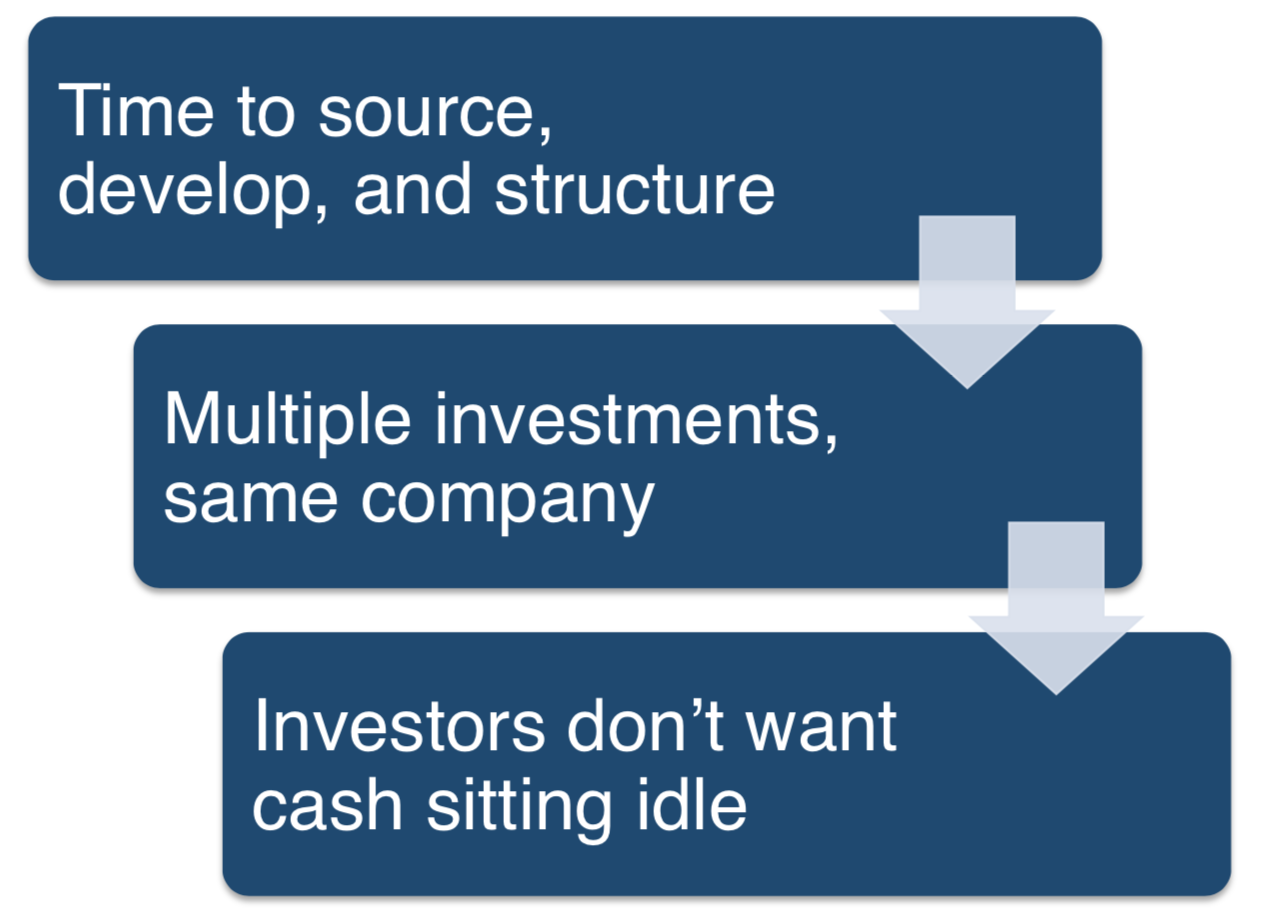 Time to source,
develop, and structure
Multiple investments,
same company
Investors don’t want
cash sitting idle